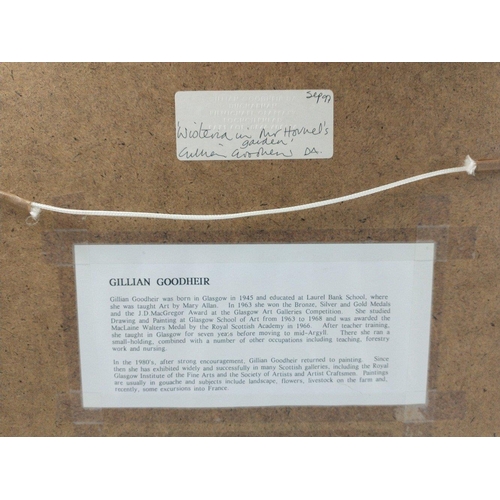 Sep 97
'Wisteria in Mr Hornel's
garden'
Gillian Goodheir DA.
GILLIAN GOODHEIR
Gillian Goodheir was born in Glasgow in 1945 and educated at Laurel Bank School, where
she was taught Art by Mary Allan. In 1963 she won the Bronze, Silver and Gold Medals
and the J.D.MacGregor Award at the Glasgow Art Galleries Competition. She studied
Drawing and Painting at Glasgow School of Art from 1963 to 1968 and was awarded the
MacLaine Walters Medal by the Royal Scottish Academy in 1966. After teacher training,
she taught in Glasgow for seven years before moving to mid-Argyll. There she ran a
small-holding, combined with a number of other occupations including teaching, forestry
work and nursing.
In the 1980's, after strong encouragement, Gillian Goodheir returned to painting. Since
then she has exhibited widely and successfully in many Scottish galleries, including the Royal
Glasgow Institute of the Fine Arts and the Society of Artists and Artist Craftsmen. Paintings
are usually in gouache and subjects include landscape, flowers, livestock on the farm and,
recently, some excursions into France.